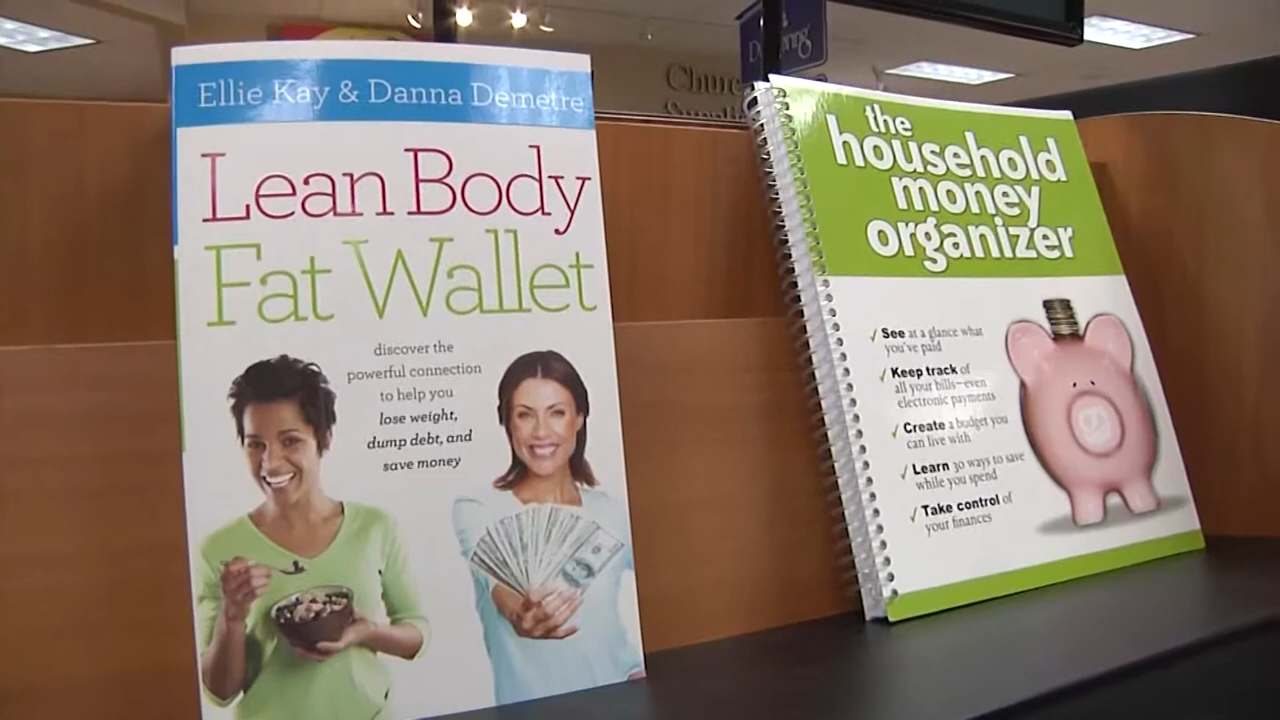 Ellie Kay & Danna Demetre
Lean Body
Fat Wallet
discover the
powerful connection
to help you
lose weight,
dump debt, and
save money
the
household
money
organizer
✓ See at a glance what
you've paid
✓ Keep track of
all your bills—even
electronic payments
✓ Create a budget you
can live with
✓ Learn 30 ways to save
while you spend
✓ Take control of
your finances